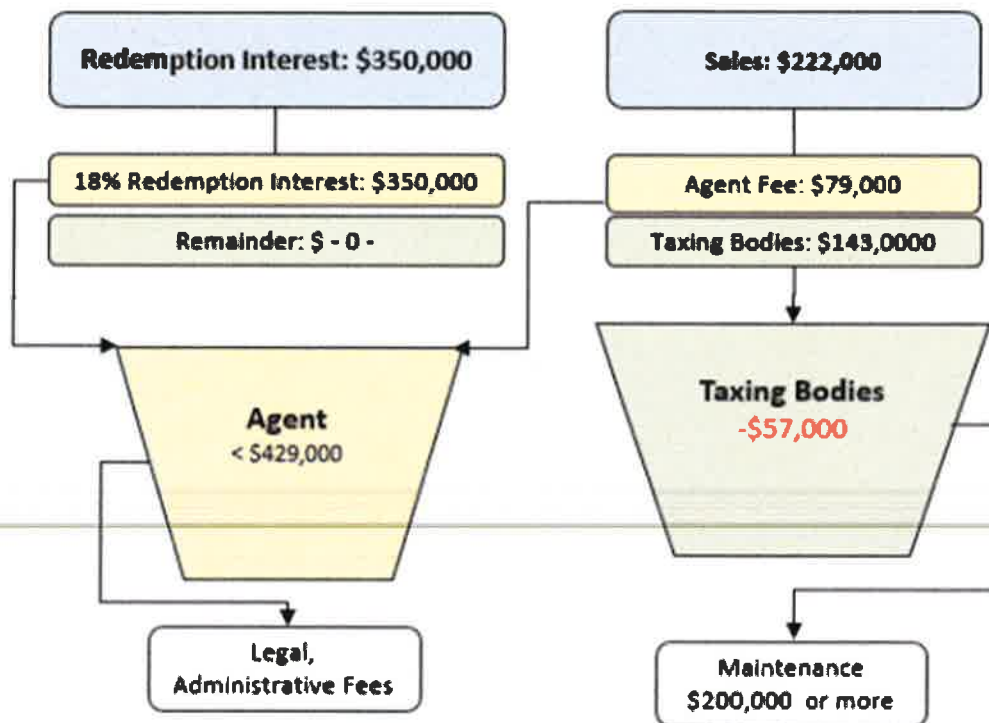 Redemption Interest: $350,000
Sales: $222,000
18% Redemption Interest: $350,000
Agent Fee: $79,000
Remainder: $ - 0 -
Taxing Bodies: $143,0000
Agent
< $429,000
Taxing Bodies
-$57,000
Legal,
Administrative Fees
Maintenance
$200,000 or more